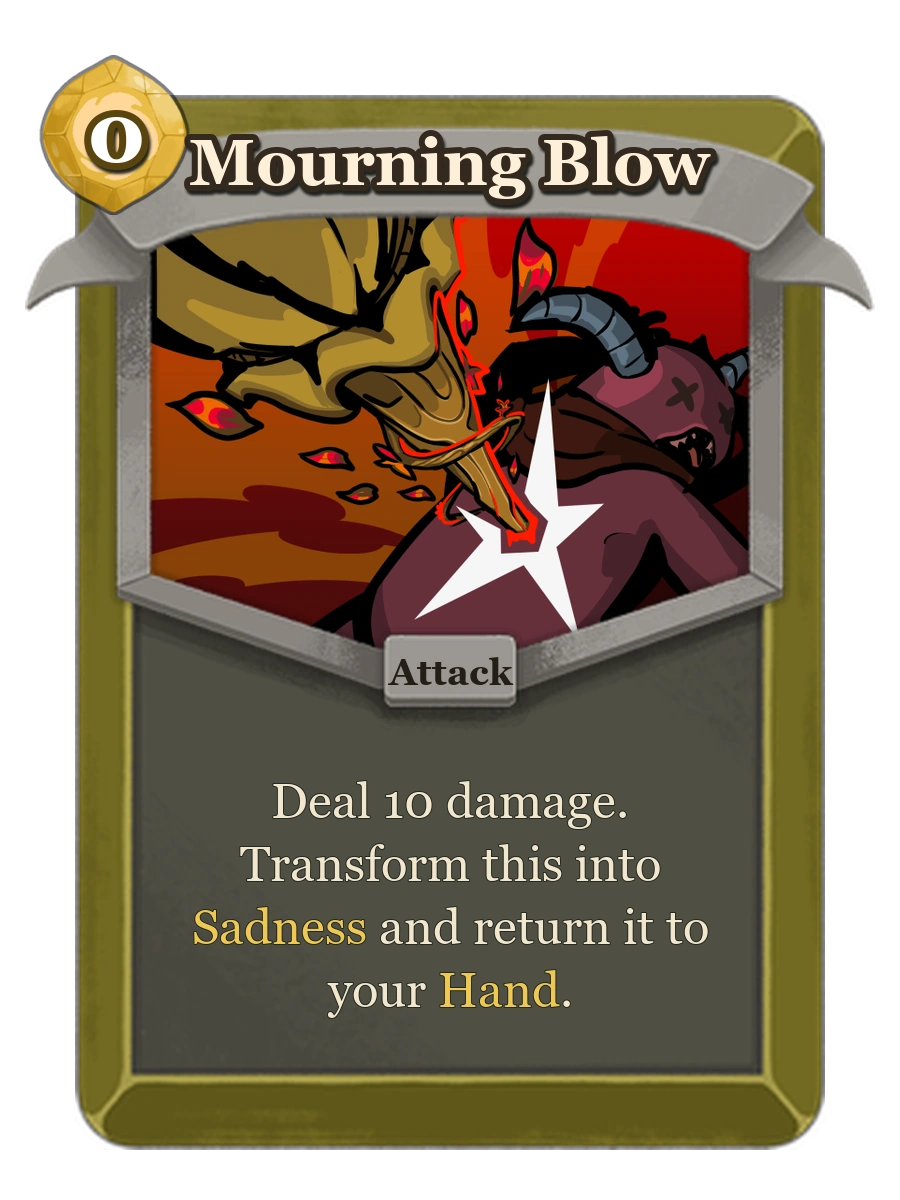 0
Mourning Blow
Attack
Deal 10 damage.
Transform this into
Sadness and return it to
your Hand.